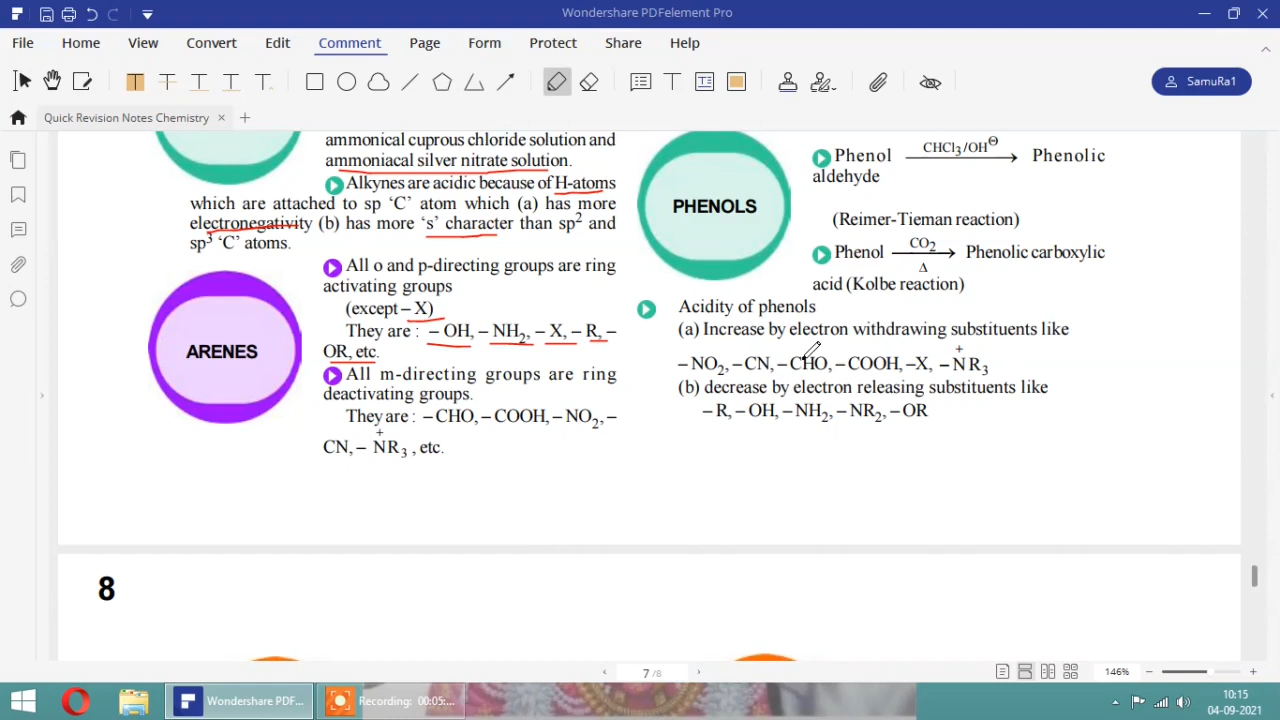 Wondershare PDFelement Pro
File Home View Convert Edit Comment Page Form Protect Share Help
SamuRa1
Quick Revision Notes Chemistry
ammonical cuprous chloride solution and
ammoniacal silver nitrate solution.
Alkynes are acidic because of H-atoms
which are attached to sp ‘C’ atom which (a) has more
electronegativity (b) has more ‘s’ character than sp2 and
sp3 ‘C’ atoms.
ARENES
All o and p-directing groups are ring
activating groups
(except – X)
They are : – OH, – NH2, – X, – R, –
OR, etc.
All m-directing groups are ring
deactivating groups.
They are : – CHO, – COOH, – NO2, –
CN, – N+R3 , etc.
PHENOLS
Phenol CHCl3/OH⊖ → Phenolic
aldehyde
(Reimer-Tieman reaction)
Phenol CO2 → Δ Phenolic carboxylic
acid (Kolbe reaction)
Acidity of phenols
(a) Increase by electron withdrawing substituents like
– NO2, – CN, – CHO, – COOH, –X, – N+R3
(b) decrease by electron releasing substituents like
– R, – OH, – NH2, – NR2, – OR
8
7 /8
146%
Wondershare PDF...
Recording: 00:05:...
10:15
04-09-2021